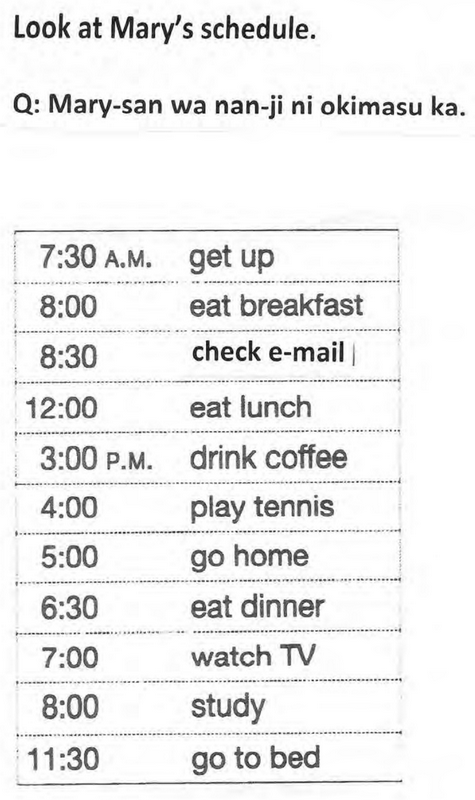 Look at Mary's schedule.
Q: Mary-san wa nan-ji ni okimasu ka.
7:30 A.M. get up
8:00 eat breakfast
8:30 check e-mail
12:00 eat lunch
3:00 P.M. drink coffee
4:00 play tennis
5:00 go home
6:30 eat dinner
7:00 watch TV
8:00 study
11:30 go to bed